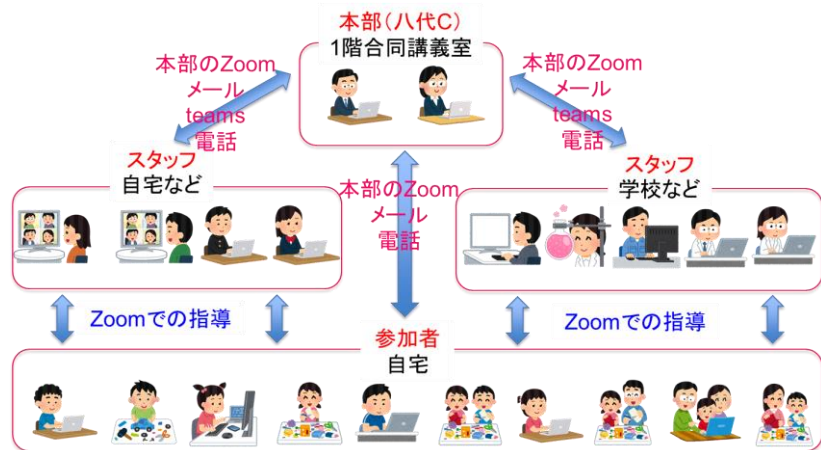 本部（八代C）
1階合同講義室
本部のZoom
メール
teams
電話
本部のZoom
メール
teams
電話
スタッフ
自宅など
スタッフ
学校など
本部のZoom
メール
電話
Zoomでの指導
Zoomでの指導
参加者
自宅